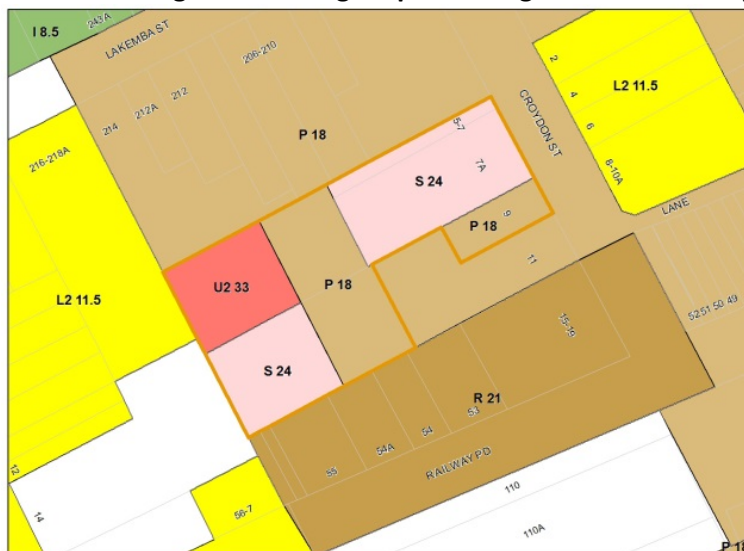 243A
I 8.5
LAKEMBA ST
206-210
212
212A
214
P 18
216-218A
CROYDON ST
2
4
6
8-10A
L2 11.5
5-7
7A
S 24
9
P 18
11
LANE
U2 33
P 18
L2 11.5
S 24
15-19
52 51 50 49
R 21
53
54
54A
55
RAILWAY PD
12
14
56-7
110
110A
P 18